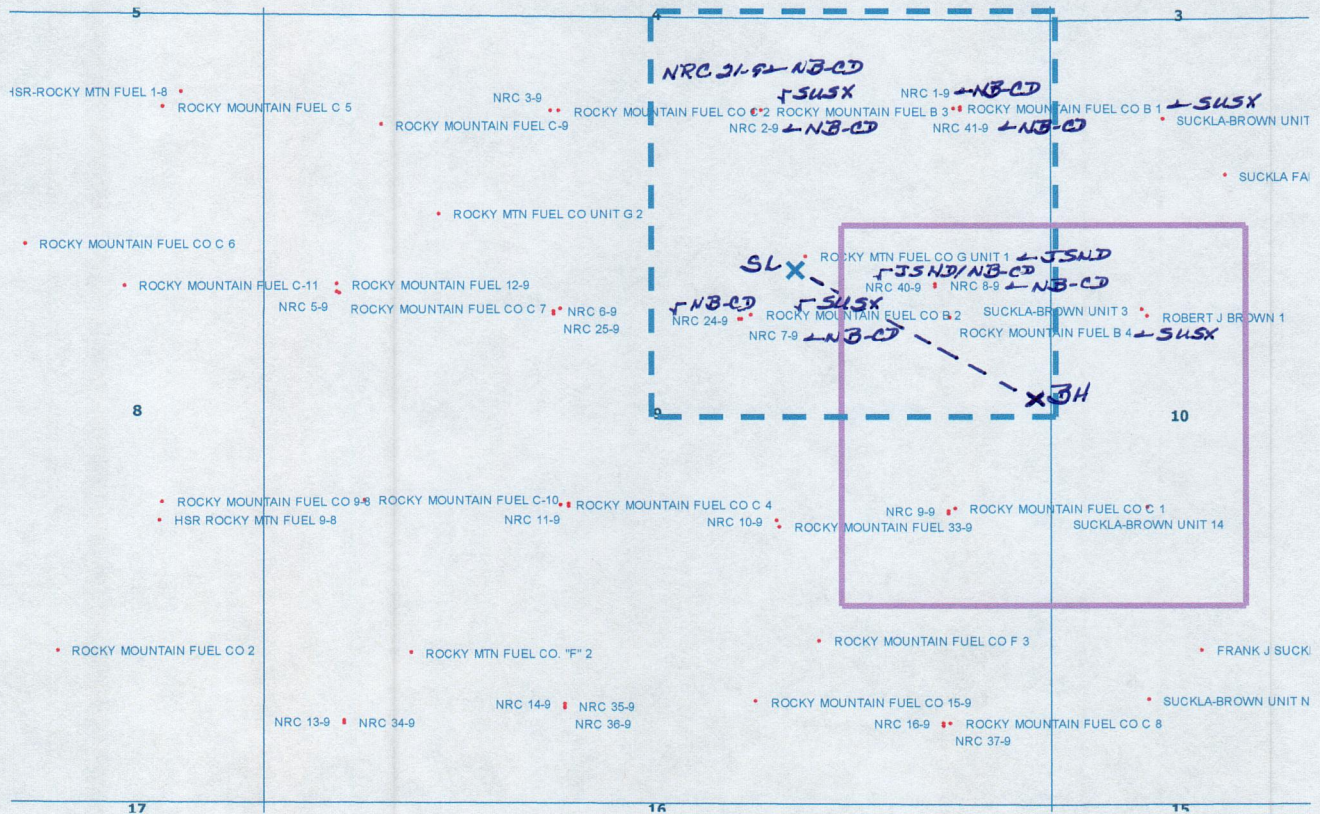 5 4 3
NRC 21-9 ← NB-CD
HSR-ROCKY MTN FUEL 1-8
NRC 3-9
√ SUSX
NRC 1-9 ← NB-CD
ROCKY MOUNTAIN FUEL C 5
ROCKY MOUNTAIN FUEL CO C 2
ROCKY MOUNTAIN FUEL B 3
ROCKY MOUNTAIN FUEL CO B 1 ← SUSX
ROCKY MOUNTAIN FUEL C-9
NRC 2-9 ← NB-CD
NRC 41-9 ← NB-CD
SUCKLA-BROWN UNIT
SUCKLA FA
ROCKY MTN FUEL CO UNIT G 2
ROCKY MOUNTAIN FUEL CO C 6
SL
ROCKY MTN FUEL CO G UNIT 1 ← JSND
√ JSND/NB-CD
ROCKY MOUNTAIN FUEL C-11
ROCKY MOUNTAIN FUEL 12-9
NRC 40-9
NRC 8-9 ← NB-CD
NRC 5-9
ROCKY MOUNTAIN FUEL CO C 7
NRC 6-9
√ NB-CD
√ SUSX
SUCKLA-BROWN UNIT 3
NRC 24-9
ROCKY MOUNTAIN FUEL CO B 2
ROBERT J BROWN 1
NRC 25-9
NRC 7-9 ← NB-CD
ROCKY MOUNTAIN FUEL B 4 ← SUSX
BH
8 9 10
ROCKY MOUNTAIN FUEL CO 9-8
ROCKY MOUNTAIN FUEL C-10
ROCKY MOUNTAIN FUEL CO C 4
HSR ROCKY MTN FUEL 9-8
NRC 11-9
NRC 10-9
ROCKY MOUNTAIN FUEL 33-9
NRC 9-9
ROCKY MOUNTAIN FUEL CO C 1
SUCKLA-BROWN UNIT 14
ROCKY MOUNTAIN FUEL CO F 3
ROCKY MOUNTAIN FUEL CO 2
ROCKY MTN FUEL CO. "F" 2
FRANK J SUCK
NRC 14-9
NRC 35-9
ROCKY MOUNTAIN FUEL CO 15-9
SUCKLA-BROWN UNIT N
NRC 13-9
NRC 34-9
NRC 36-9
NRC 16-9
ROCKY MOUNTAIN FUEL CO C 8
NRC 37-9
17 16 15